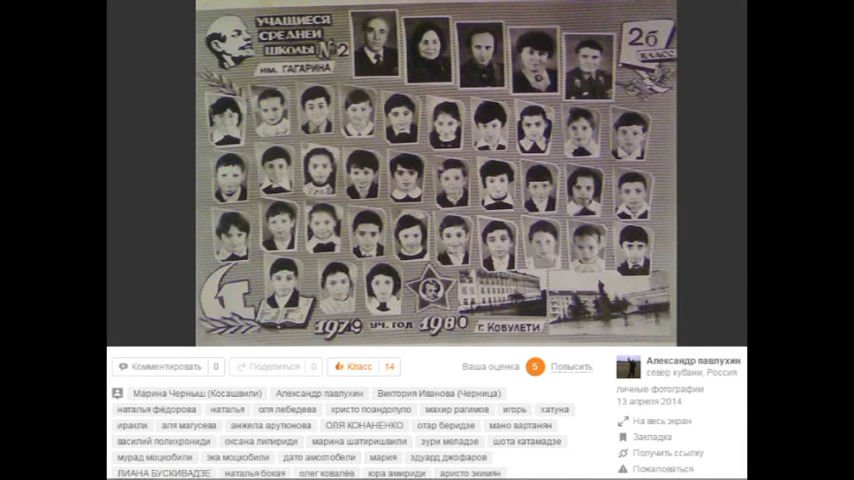 УЧАЩИЕСЯ
СРЕДНЕЙ
ШКОЛЫ №2
ИМ. ГАГАРИНА
2б
КЛАСС
1979 УЧ. ГОД 1980 Г. КОБУЛЕТИ
Комментировать 0 Поделиться 0 Класс 14 Ваша оценка 5 Повысить
Марина Черныш (Косашвили) Александр павлухин Виктория Иванова (Черница)
наталья фёдорова наталья оля лебедева христо поандопуло махир рагимов игорь хатуна
иракли аля магусева анжела арутюнова ОЛЯ КОНАНЕНКО отар беридзе мано вартанян
василий полихрониди оксана липириди марина шатиришвили зури меладзе шота катамадзе
мурад моцкобили эка моцкобили дато амоглобели мария эдуард джофаров
ЛИАНА БУСКИВАДЗЕ наталья бокая олег ковалёв юра амириди аристо экимян
Александр павлухин
север кубани, Россия
личные фотографии
13 апреля 2014
На весь экран
Закладка
Получить ссылку
Пожаловаться